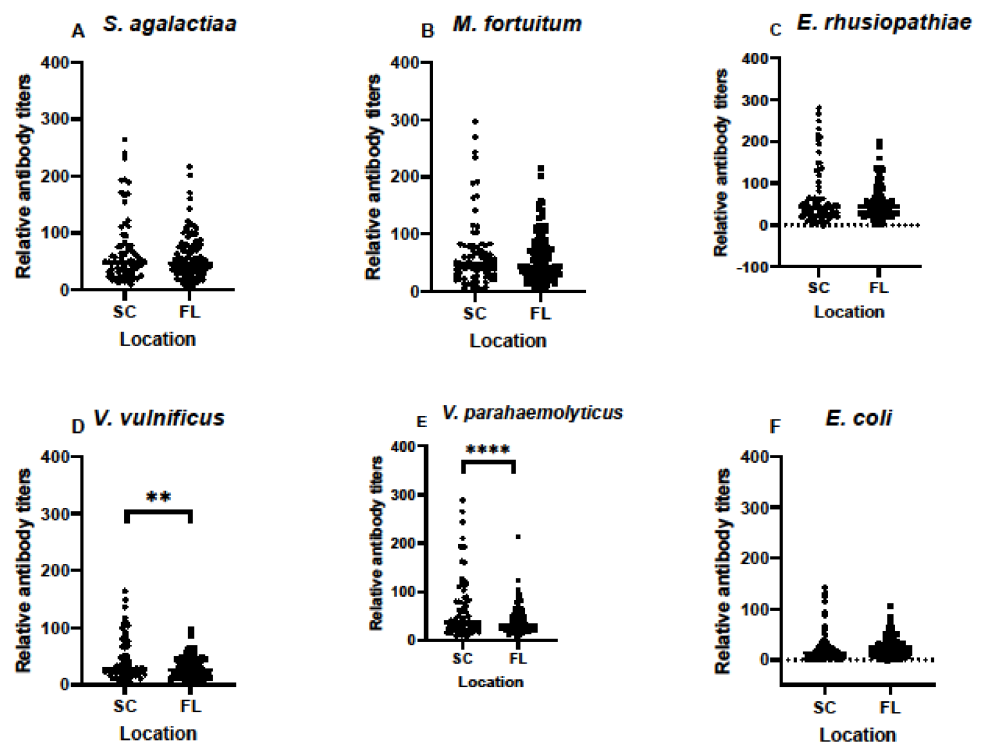 A S. agalactiaa
Relative antibody titers
400
300
200
100
0
SC FL
Location
B M. fortuitum
Relative antibody titers
400
300
200
100
0
SC FL
Location
C E. rhusiopathiae
Relative antibody titers
400
300
200
100
0
-100
SC FL
Location
D V. vulnificus
Relative antibody titers
400
300
200
100
0
**
SC FL
Location
E V. parahaemolyticus
Relative antibody titers
400
300
200
100
0
****
SC FL
Location
F E. coli
Relative antibody titers
400
300
200
100
0
SC FL
Location